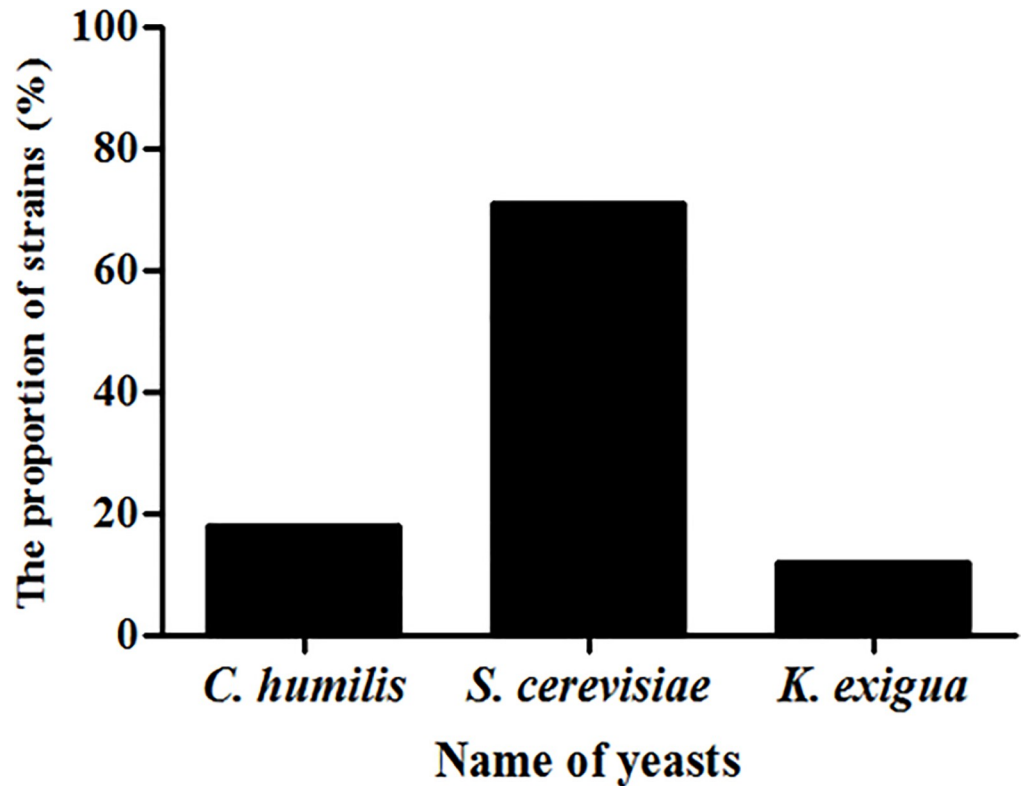 The proportion of strains (%)
100
80
60
40
20
0
C. humilis S. cerevisiae K. exigua
Name of yeasts